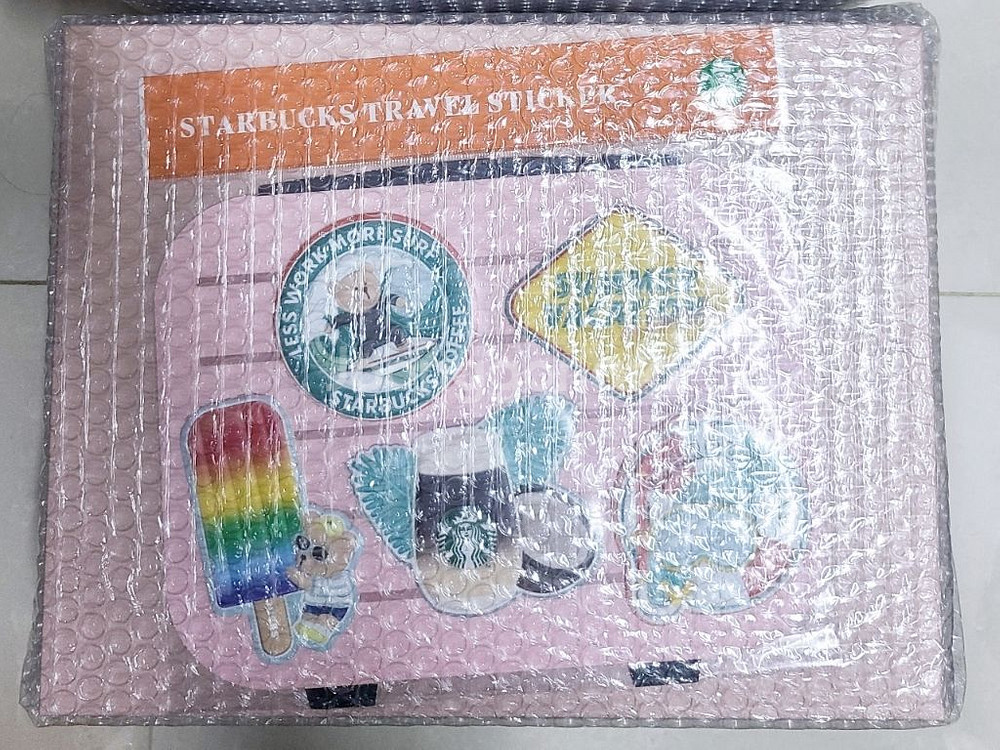 STARBUCKS TRAVEL STICKER
LESS WORK MORE SURF
STARBUCKS COFFEE